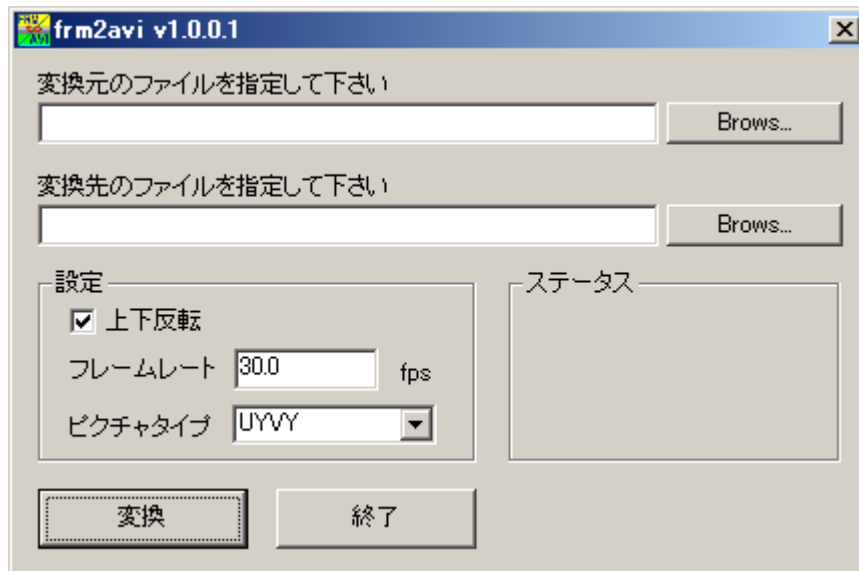 frm2avi v1.0.0.1
変換元のファイルを指定して下さい
Brows...
変換先のファイルを指定して下さい
Brows...
設定
上下反転
フレームレート 30.0 fps
ピクチャタイプ UYVY
ステータス
変換 終了